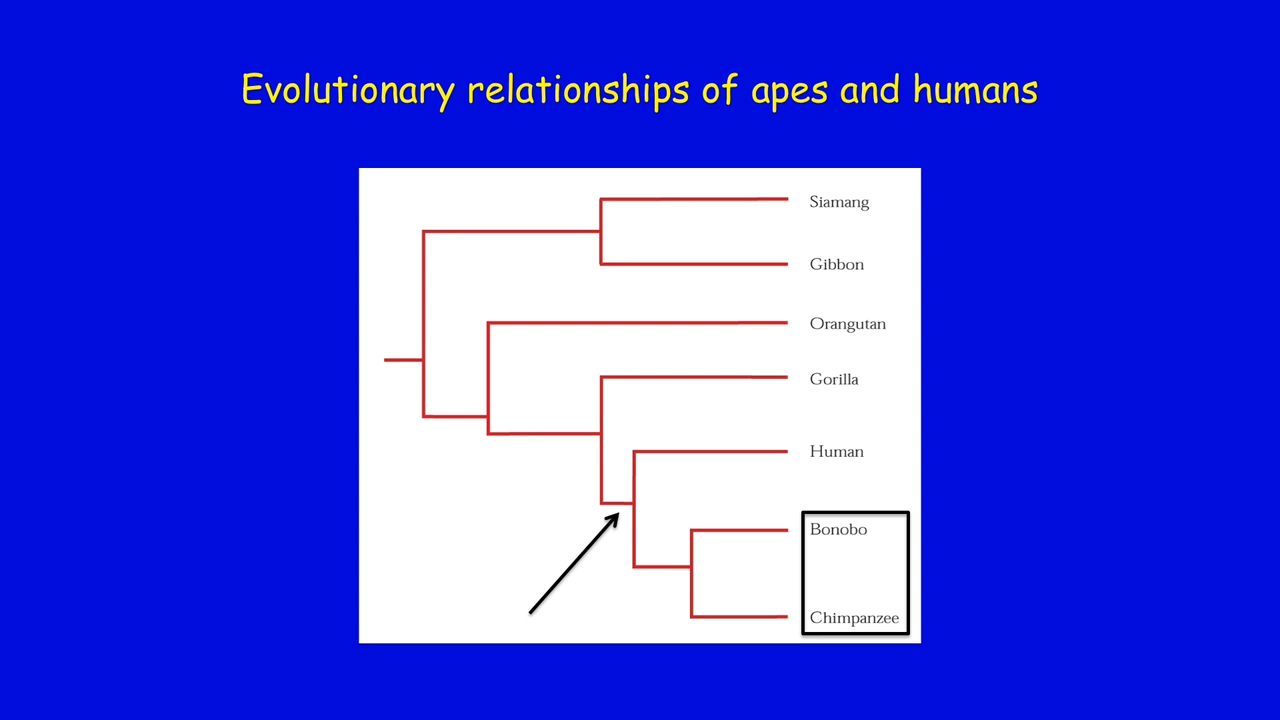 Evolutionary relationships of apes and humans
Siamang
Gibbon
Orangutan
Gorilla
Human
Bonobo
Chimpanzee